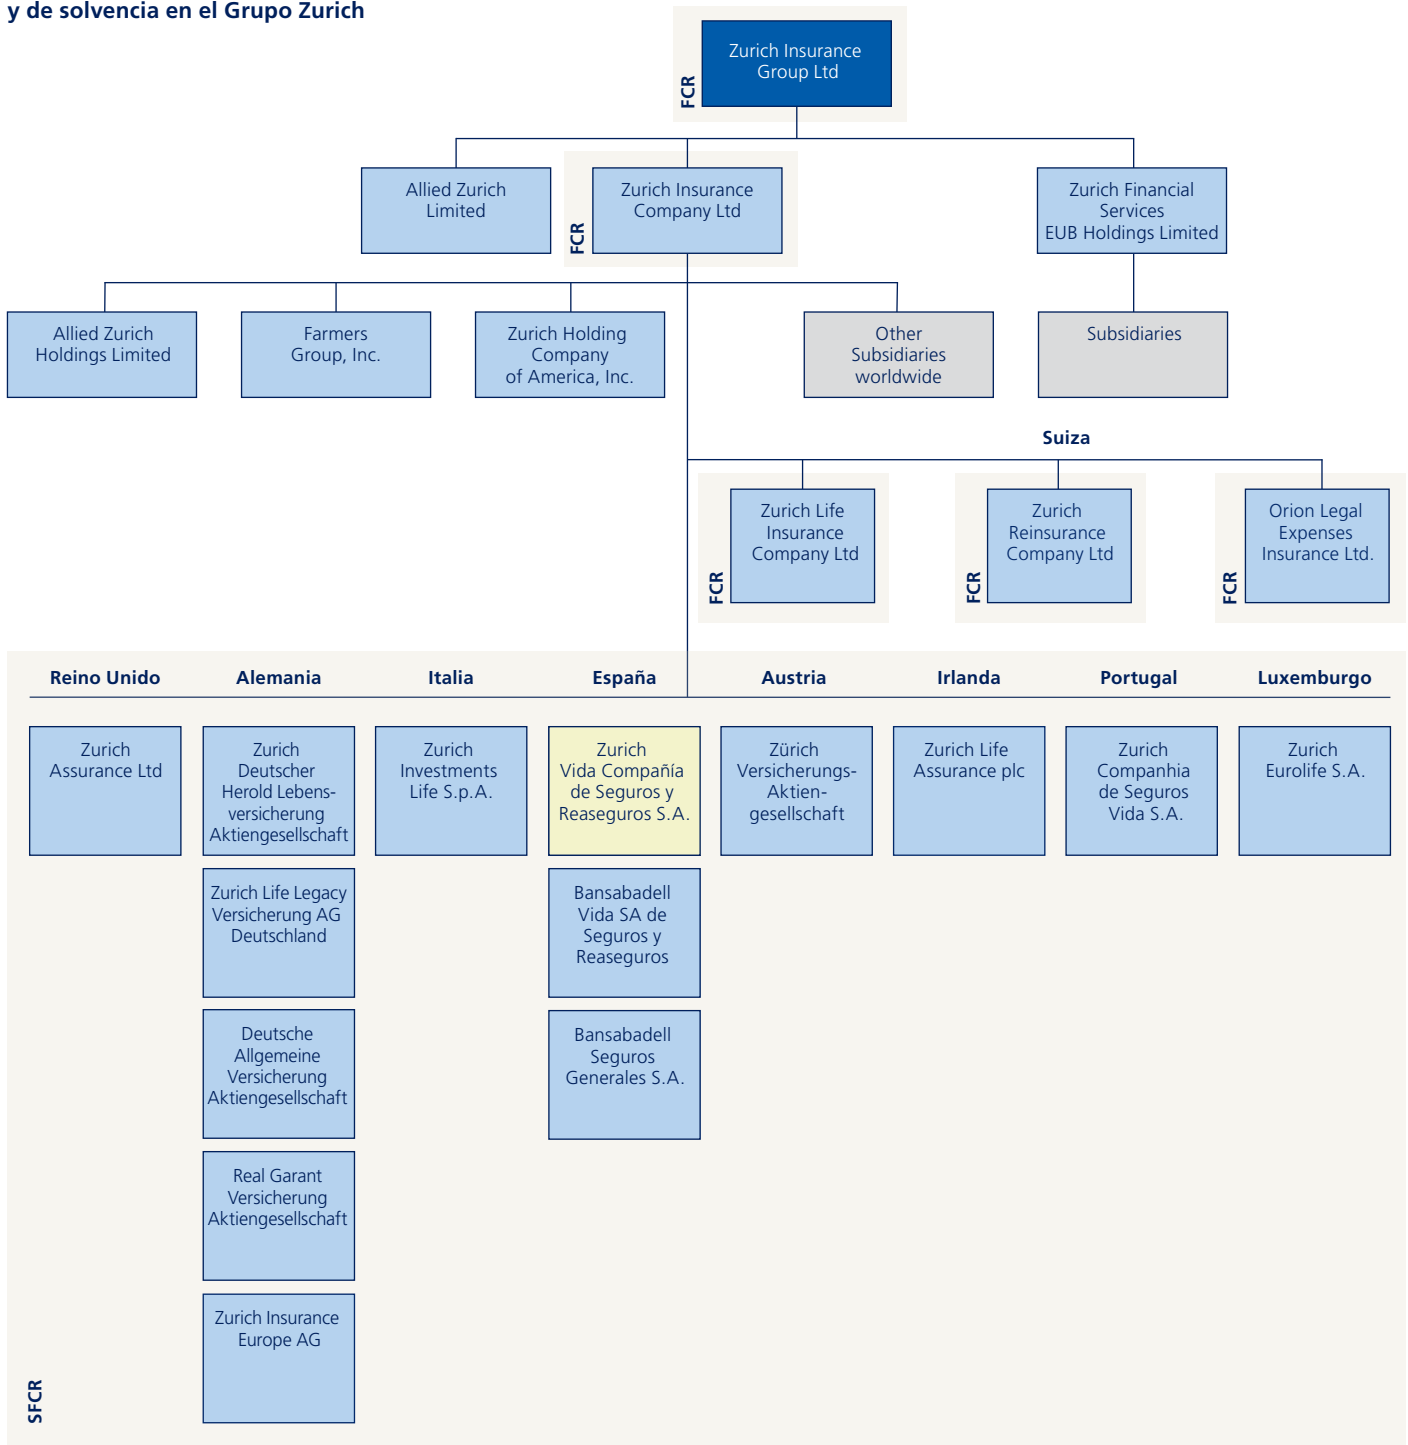 y de solvencia en el Grupo Zurich
Zurich Insurance
Group Ltd
FCR
Allied Zurich
Limited
Zurich Insurance
Company Ltd
FCR
Zurich Financial
Services
EUB Holdings Limited
Allied Zurich
Holdings Limited
Farmers
Group, Inc.
Zurich Holding
Company
of America, Inc.
Other
Subsidiaries
worldwide
Subsidiaries
Suiza
Zurich Life
Insurance
Company Ltd
FCR
Zurich
Reinsurance
Company Ltd
FCR
Orion Legal
Expenses
Insurance Ltd.
FCR
Reino Unido
Alemania
Italia
España
Austria
Irlanda
Portugal
Luxemburgo
Zurich
Assurance Ltd
Zurich
Deutscher
Herold Lebens-
versicherung
Aktiengesellschaft
Zurich
Investments
Life S.p.A.
Zurich
Vida Compañía
de Seguros y
Reaseguros S.A.
Zürich
Versicherungs-
Aktien-
gesellschaft
Zurich Life
Assurance plc
Zurich
Companhia
de Seguros
Vida S.A.
Zurich
Eurolife S.A.
Zurich Life Legacy
Versicherung AG
Deutschland
Bansabadell
Vida SA de
Seguros y
Reaseguros
Deutsche
Allgemeine
Versicherung
Aktiengesellschaft
Bansabadell
Seguros
Generales S.A.
Real Garant
Versicherung
Aktiengesellschaft
Zurich Insurance
Europe AG
SFCR